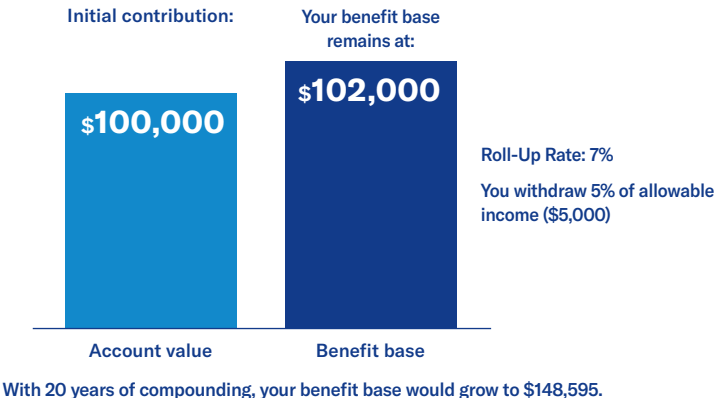 Initial contribution:
Your benefit base
remains at:
$100,000
$102,000
Roll-Up Rate: 7%
You withdraw 5% of allowable
income ($5,000)
Account value
Benefit base
With 20 years of compounding, your benefit base would grow to $148,595.